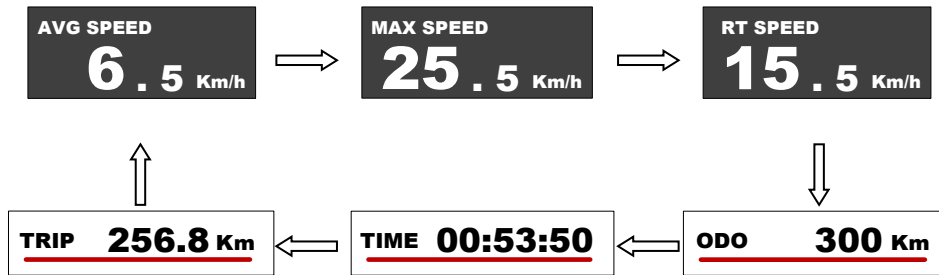 AVG SPEED
6.5 Km/h
MAX SPEED
25.5 Km/h
RT SPEED
15.5 Km/h
TRIP 256.8 Km
TIME 00:53:50
ODO 300 Km